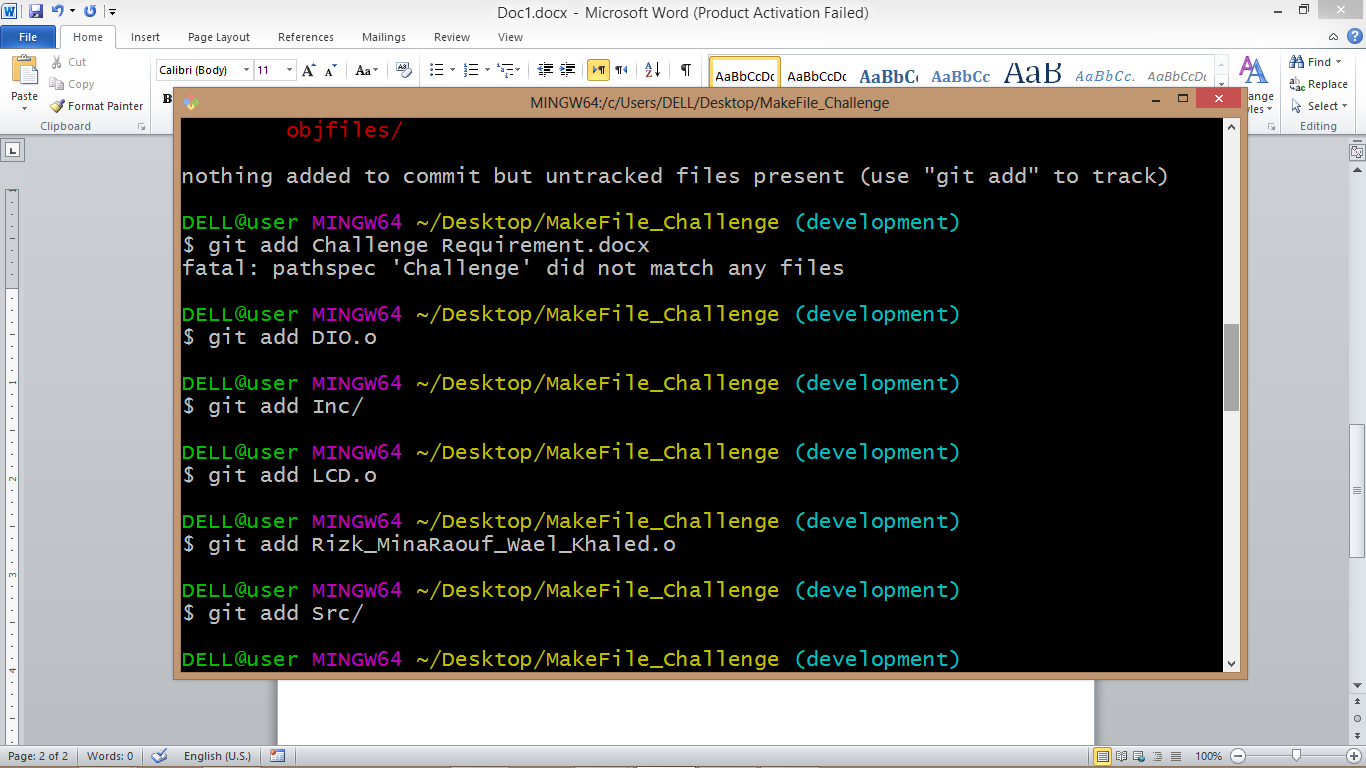 Doc1.docx - Microsoft Word (Product Activation Failed)
File Home Insert Page Layout References Mailings Review View
Paste
Cut
Copy
Format Painter
Clipboard
Calibri (Body) 11
Aa
B
AaBbCcDc AaBbCcDc AaBbCc AaBbCc AaBbCcDc
Find
Replace
Select
Editing
MINGW64:/c/Users/DELL/Desktop/MakeFile_Challenge
objfiles/
nothing added to commit but untracked files present (use "git add" to track)
DELL@user MINGW64 ~/Desktop/MakeFile_Challenge (development)
$ git add Challenge Requirement.docx
fatal: pathspec 'Challenge' did not match any files
DELL@user MINGW64 ~/Desktop/MakeFile_Challenge (development)
$ git add DIO.o
DELL@user MINGW64 ~/Desktop/MakeFile_Challenge (development)
$ git add Inc/
DELL@user MINGW64 ~/Desktop/MakeFile_Challenge (development)
$ git add LCD.o
DELL@user MINGW64 ~/Desktop/MakeFile_Challenge (development)
$ git add Rizk_MinaRaouf_Wael_Khaled.o
DELL@user MINGW64 ~/Desktop/MakeFile_Challenge (development)
$ git add Src/
DELL@user MINGW64 ~/Desktop/MakeFile_Challenge (development)
Page: 2 of 2 Words: 0 English (U.S.) 100%